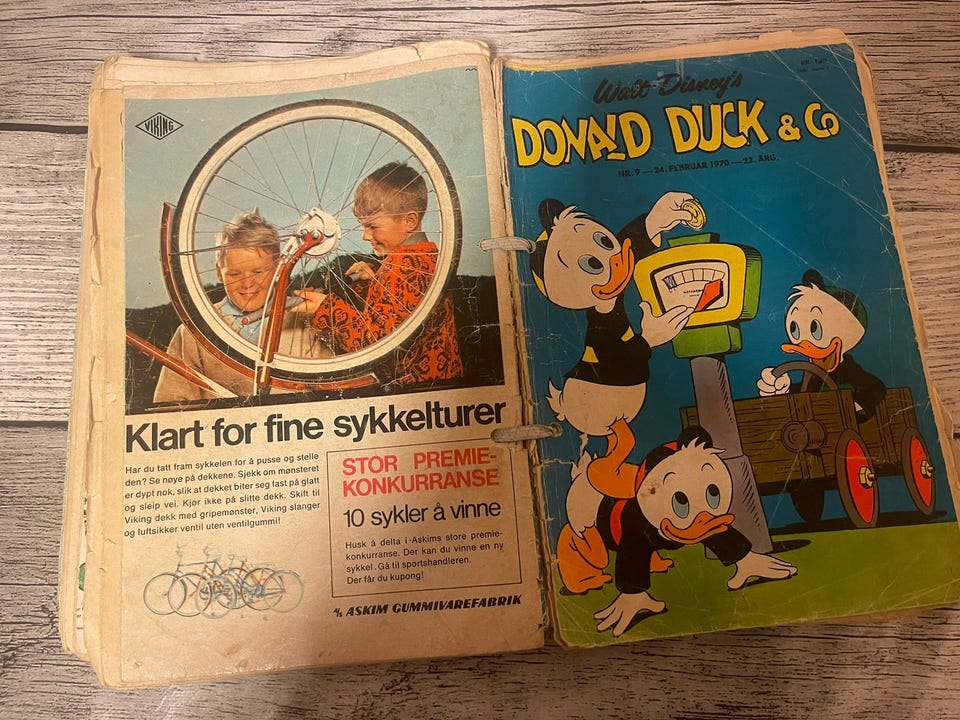 VIKING
Klart for fine sykkelturer
Har du tatt fram sykkelen for å pusse og stelle
den? Se nøye på dekkene. Sjekk om mønsteret
er dypt nok, slik at dekket biter seg fast på glatt
og sleip vei. Kjør ikke på slitte dekk. Skift til
Viking dekk med gripemønster, Viking slanger
og luftsikker ventil uten ventilgummi!
STOR PREMIE-
KONKURRANSE
10 sykler å vinne
Husk å delta i Askims store premie-
konkurranse. Der kan du vinne en ny
sykkel. Gå til sportshandleren.
Der får du kupong!
A/S ASKIM GUMMIVAREFABRIK
Walt Disney's
DONALD DUCK & Co
NR. 9 — 24. FEBRUAR 1970 — 23. ÅRG.